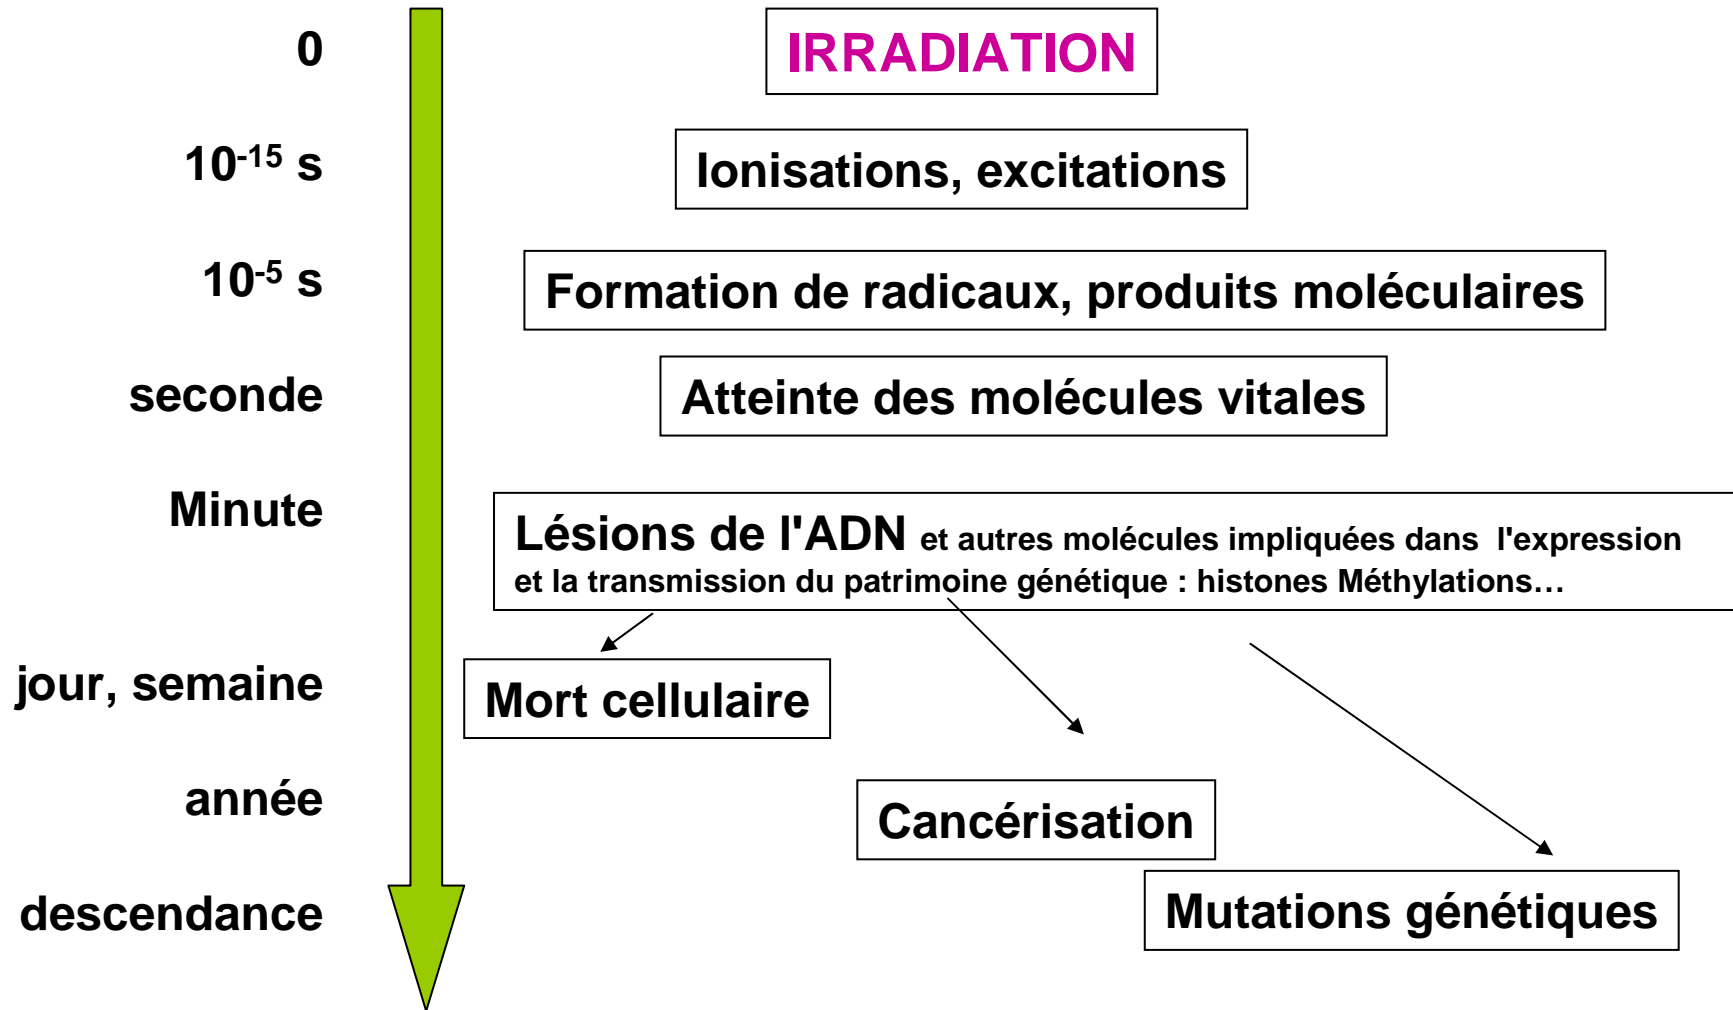 0
IRRADIATION
10-15 s
Ionisations, excitations
10-5 s
Formation de radicaux, produits moléculaires
seconde
Atteinte des molécules vitales
Minute
Lésions de l'ADN et autres molécules impliquées dans l'expression
et la transmission du patrimoine génétique : histones Méthylations…
jour, semaine
Mort cellulaire
année
Cancérisation
descendance
Mutations génétiques